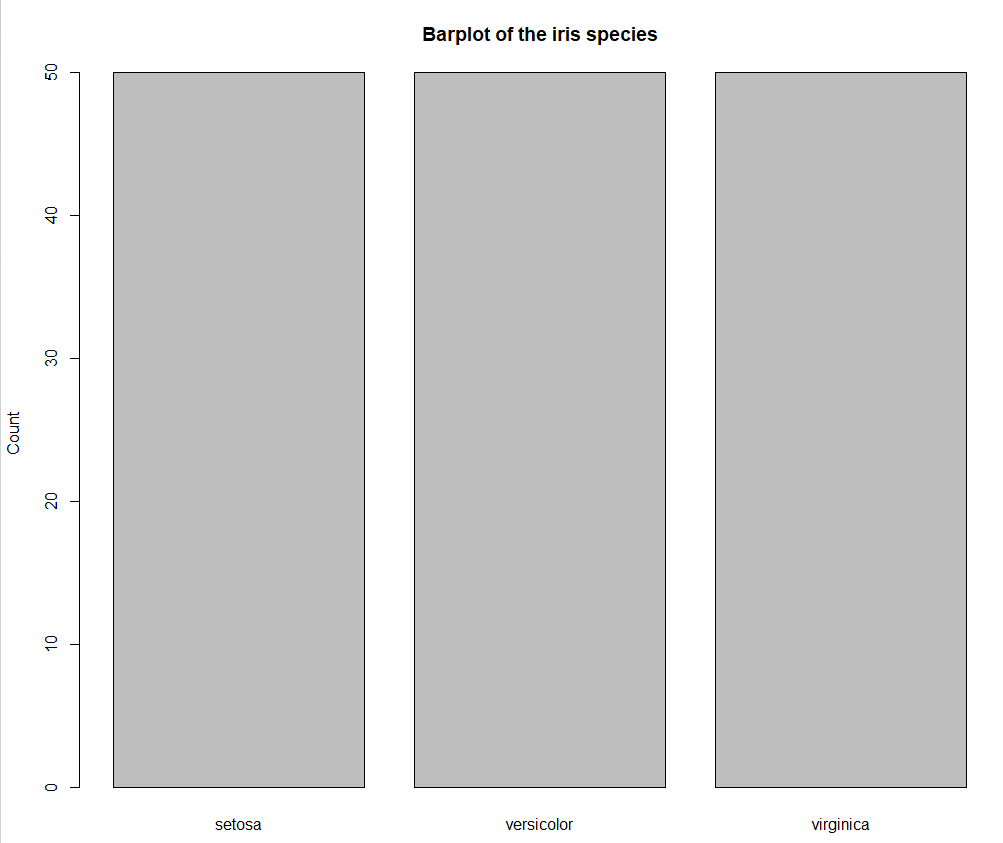 Barplot of the iris species
50
40
30
20
10
0
Count
setosa
versicolor
virginica